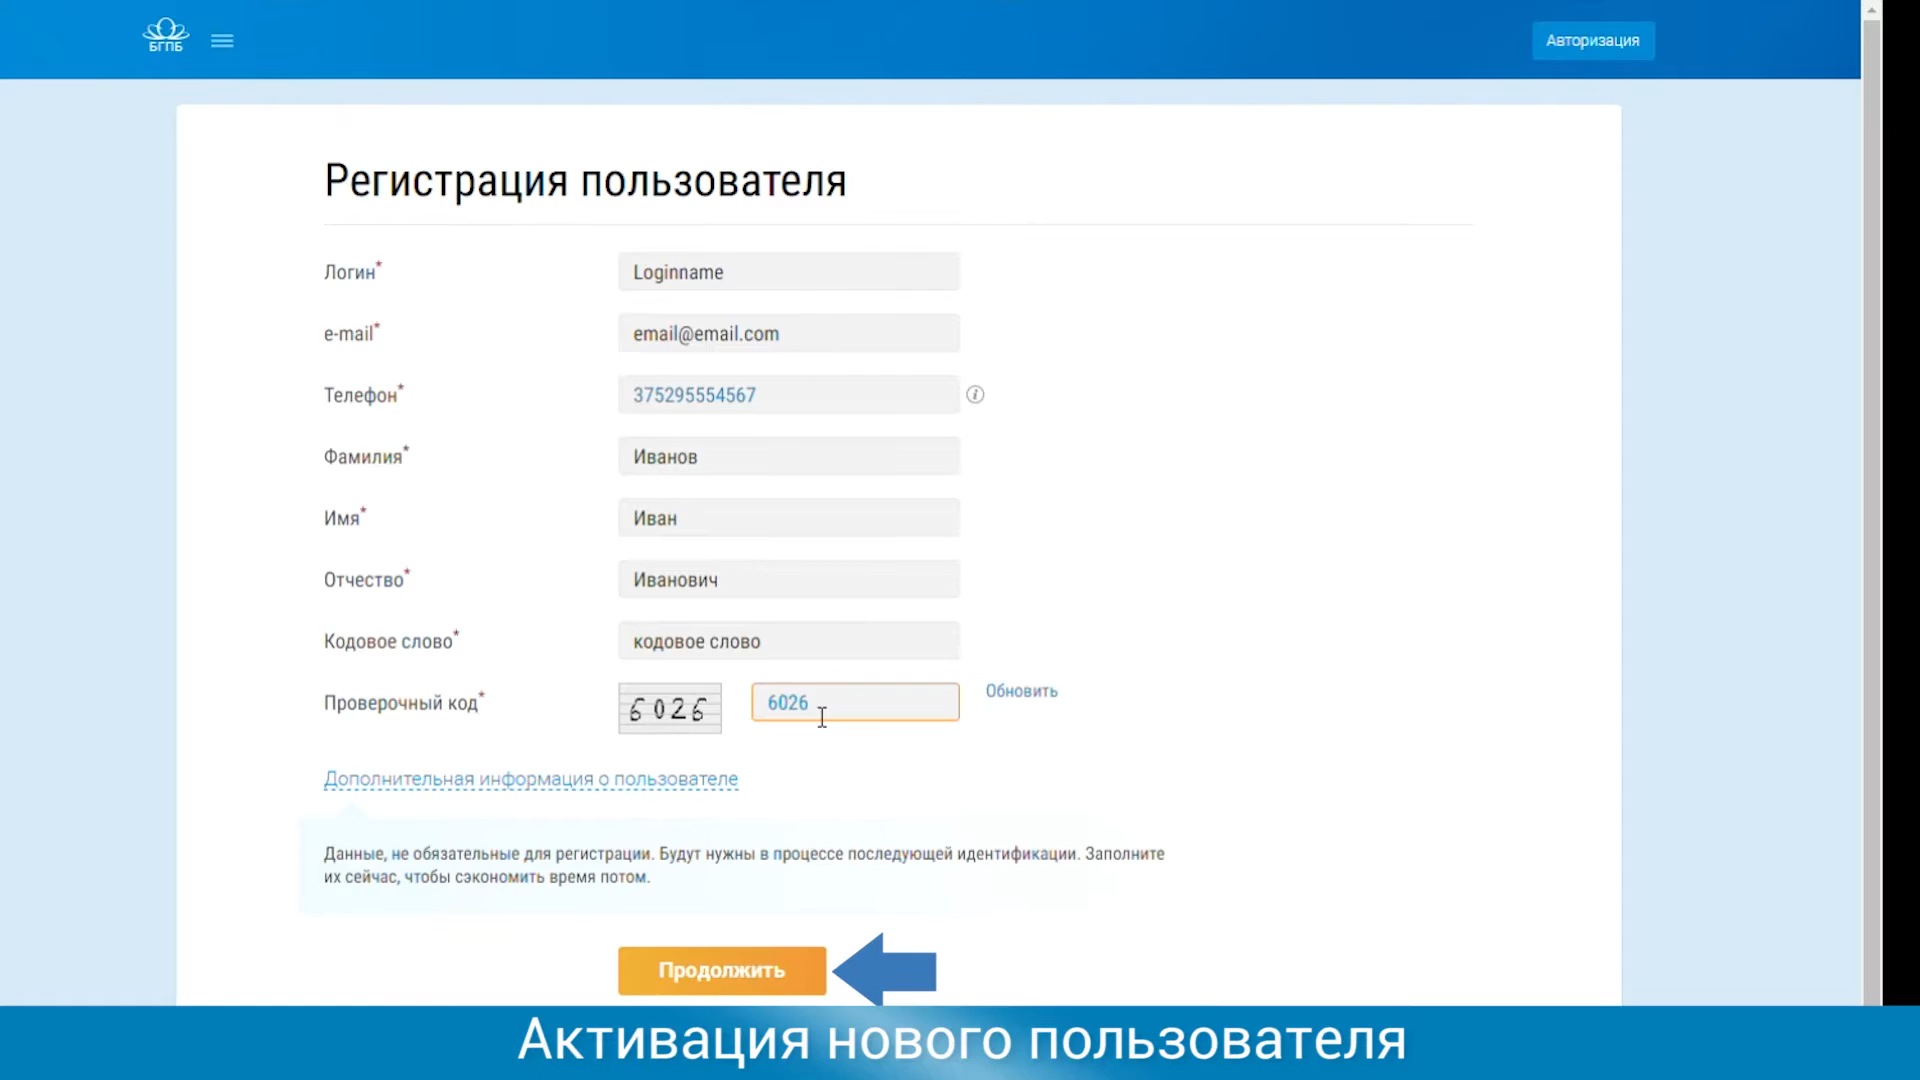 БГПБ
Авторизация
Регистрация пользователя
Логин* Loginname
e-mail* email@email.com
Телефон* 375295554567 i
Фамилия* Иванов
Имя* Иван
Отчество* Иванович
Кодовое слово* кодовое слово
Проверочный код* 6026 6026 Обновить
Дополнительная информация о пользователе
Данные, не обязательные для регистрации. Будут нужны в процессе последующей идентификации. Заполните
их сейчас, чтобы сэкономить время потом.
Продолжить
Активация нового пользователя